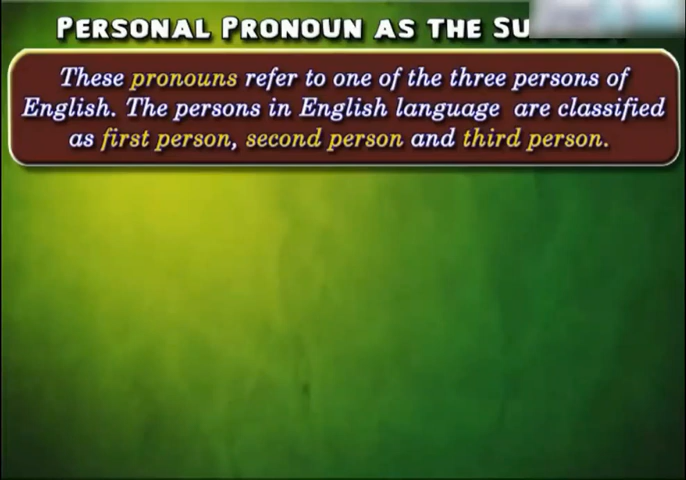 PERSONAL PRONOUN AS THE
These pronouns refer to one of the three persons of
English. The persons in English language are classified
as first person, second person and third person.